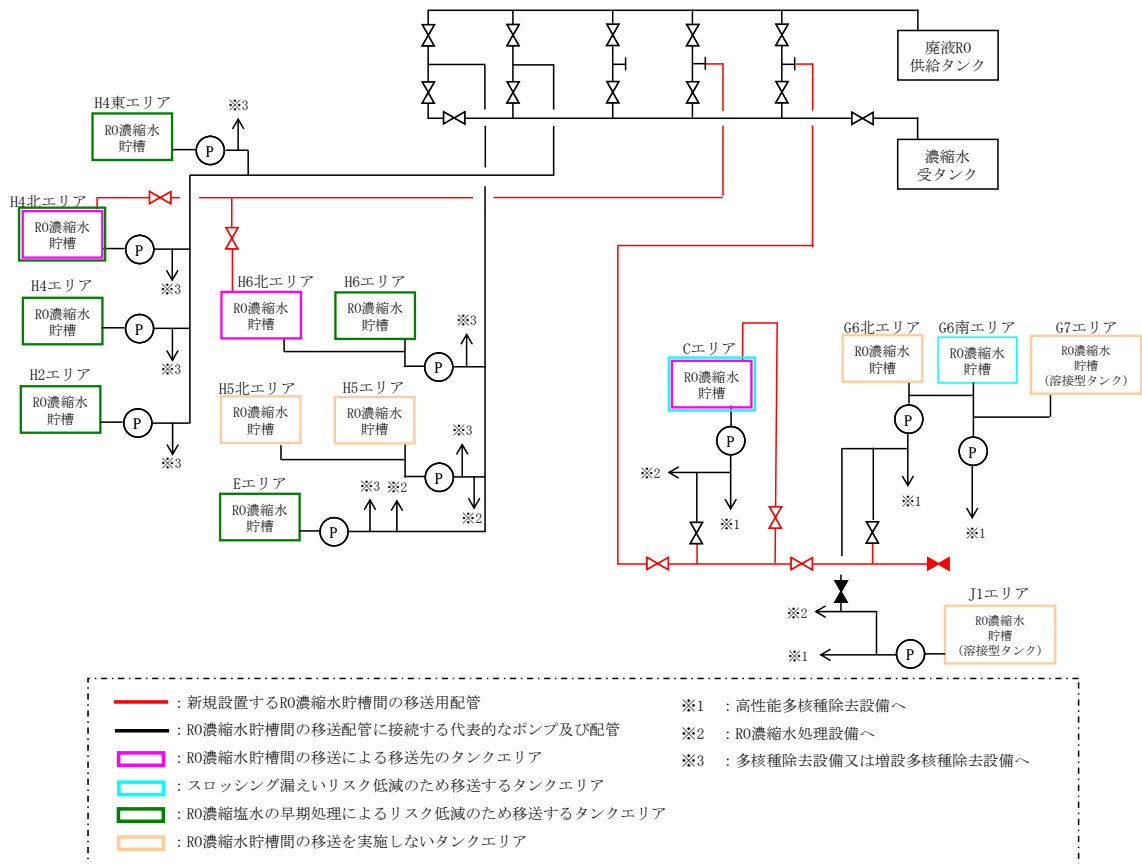 廃液RO
供給タンク
濃縮水
受タンク
H4東エリア
※3
RO濃縮水
貯槽
P
H4北エリア
RO濃縮水
貯槽
P
※3
H4エリア
RO濃縮水
貯槽
P
※3
H2エリア
RO濃縮水
貯槽
P
※3
H6北エリア
RO濃縮水
貯槽
H6エリア
RO濃縮水
貯槽
※3
P
H5北エリア
RO濃縮水
貯槽
H5エリア
RO濃縮水
貯槽
※3
P
※2
Eエリア
RO濃縮水
貯槽
※3
※2
P
Cエリア
RO濃縮水
貯槽
P
※2
※1
G6北エリア
RO濃縮水
貯槽
G6南エリア
RO濃縮水
貯槽
G7エリア
RO濃縮水
貯槽
(溶接型タンク)
P
P
※1
※1
J1エリア
RO濃縮水
貯槽
(溶接型タンク)
P
※2
※1
：新規設置するRO濃縮水貯槽間の移送用配管
：RO濃縮水貯槽間の移送配管に接続する代表的なポンプ及び配管
：RO濃縮水貯槽間の移送による移送先のタンクエリア
：スロッシング漏えいリスク低減のため移送するタンクエリア
：RO濃縮塩水の早期処理によるリスク低減のため移送するタンクエリア
：RO濃縮水貯槽間の移送を実施しないタンクエリア
※1 ：高性能多核種除去設備へ
※2 ：RO濃縮水処理設備へ
※3 ：多核種除去設備又は増設多核種除去設備へ